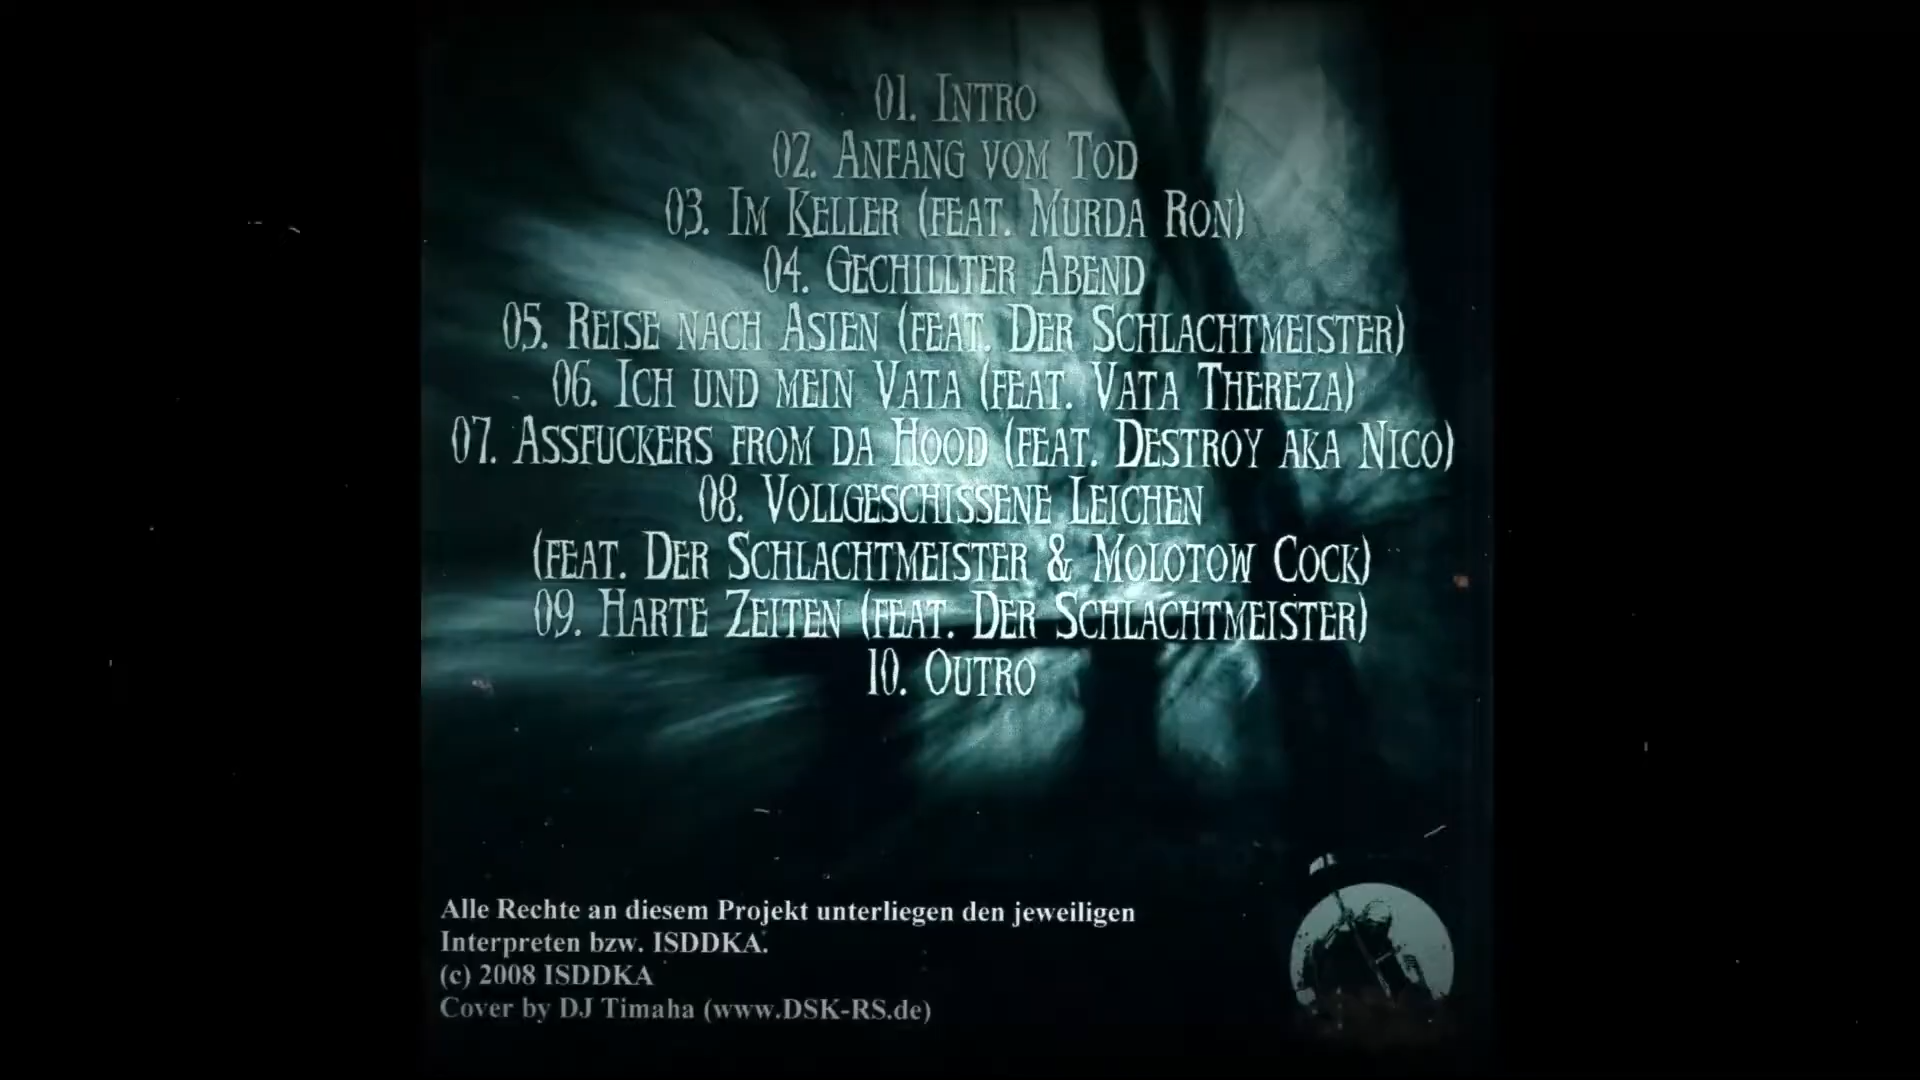 01. Intro
02. Anfang vom Tod
03. Im Keller (feat. Murda Ron)
04. Gechillter Abend
05. Reise nach Asien (feat. Der Schlachtmeister)
06. Ich und mein Vata (feat. Vata Thereza)
07. Assfuckers from da Hood (feat. Destroy aka Nico)
08. Vollgeschissene Leichen
(feat. Der Schlachtmeister & Molotow Cock)
09. Harte Zeiten (feat. Der Schlachtmeister)
10. Outro
Alle Rechte an diesem Projekt unterliegen den jeweiligen
Interpreten bzw. ISDDKA.
(c) 2008 ISDDKA
Cover by DJ Timaha (www.DSK-RS.de)